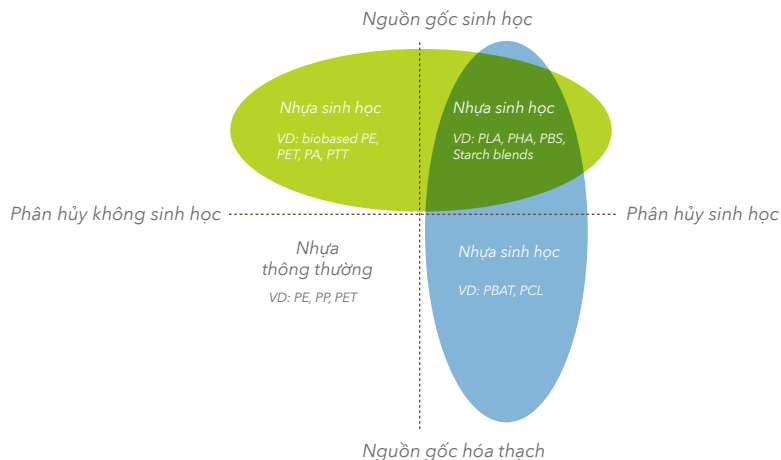 Nguồn gốc sinh học
Nhựa sinh học
VD: biobased PE,
PET, PA, PTT
Nhựa sinh học
VD: PLA, PHA, PBS,
Starch blends
Phân hủy không sinh học
Phân hủy sinh học
Nhựa
thông thường
VD: PE, PP, PET
Nhựa sinh học
VD: PBAT, PCL
Nguồn gốc hóa thạch